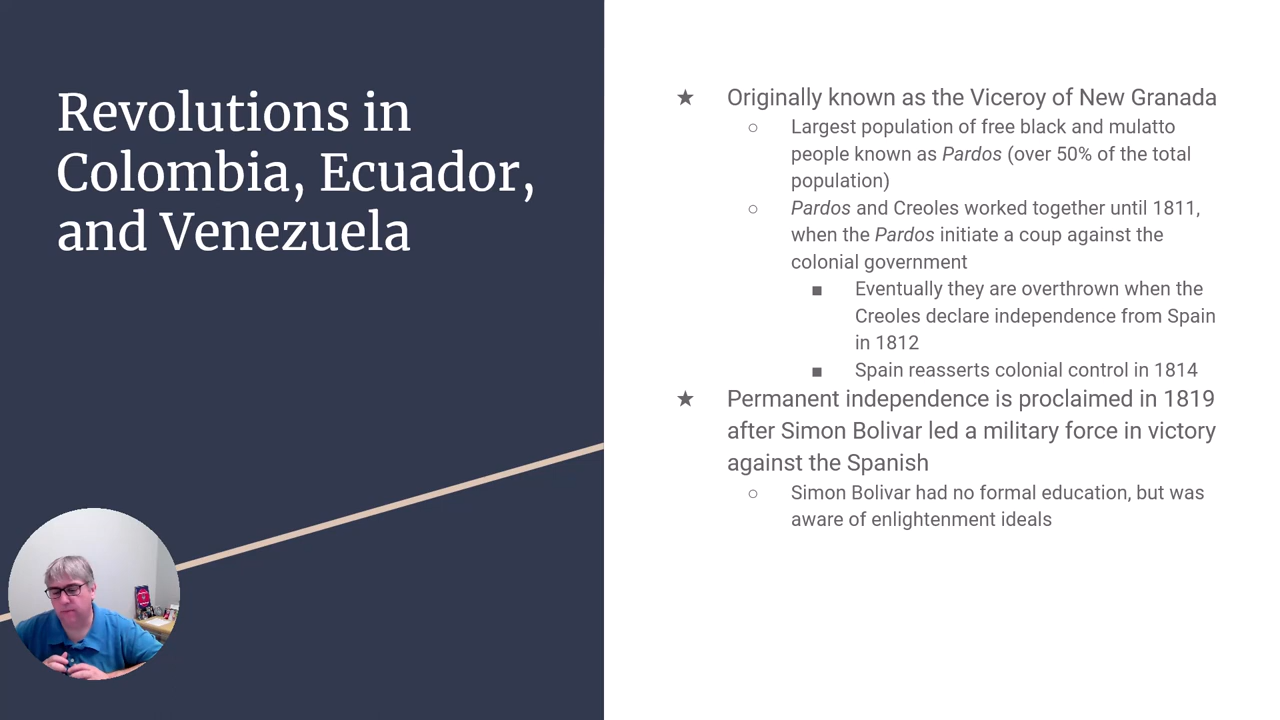 Revolutions in
Colombia, Ecuador,
and Venezuela
★ Originally known as the Viceroy of New Granada
○ Largest population of free black and mulatto
people known as Pardos (over 50% of the total
population)
○ Pardos and Creoles worked together until 1811,
when the Pardos initiate a coup against the
colonial government
■ Eventually they are overthrown when the
Creoles declare independence from Spain
in 1812
■ Spain reasserts colonial control in 1814
★ Permanent independence is proclaimed in 1819
after Simon Bolivar led a military force in victory
against the Spanish
○ Simon Bolivar had no formal education, but was
aware of enlightenment ideals